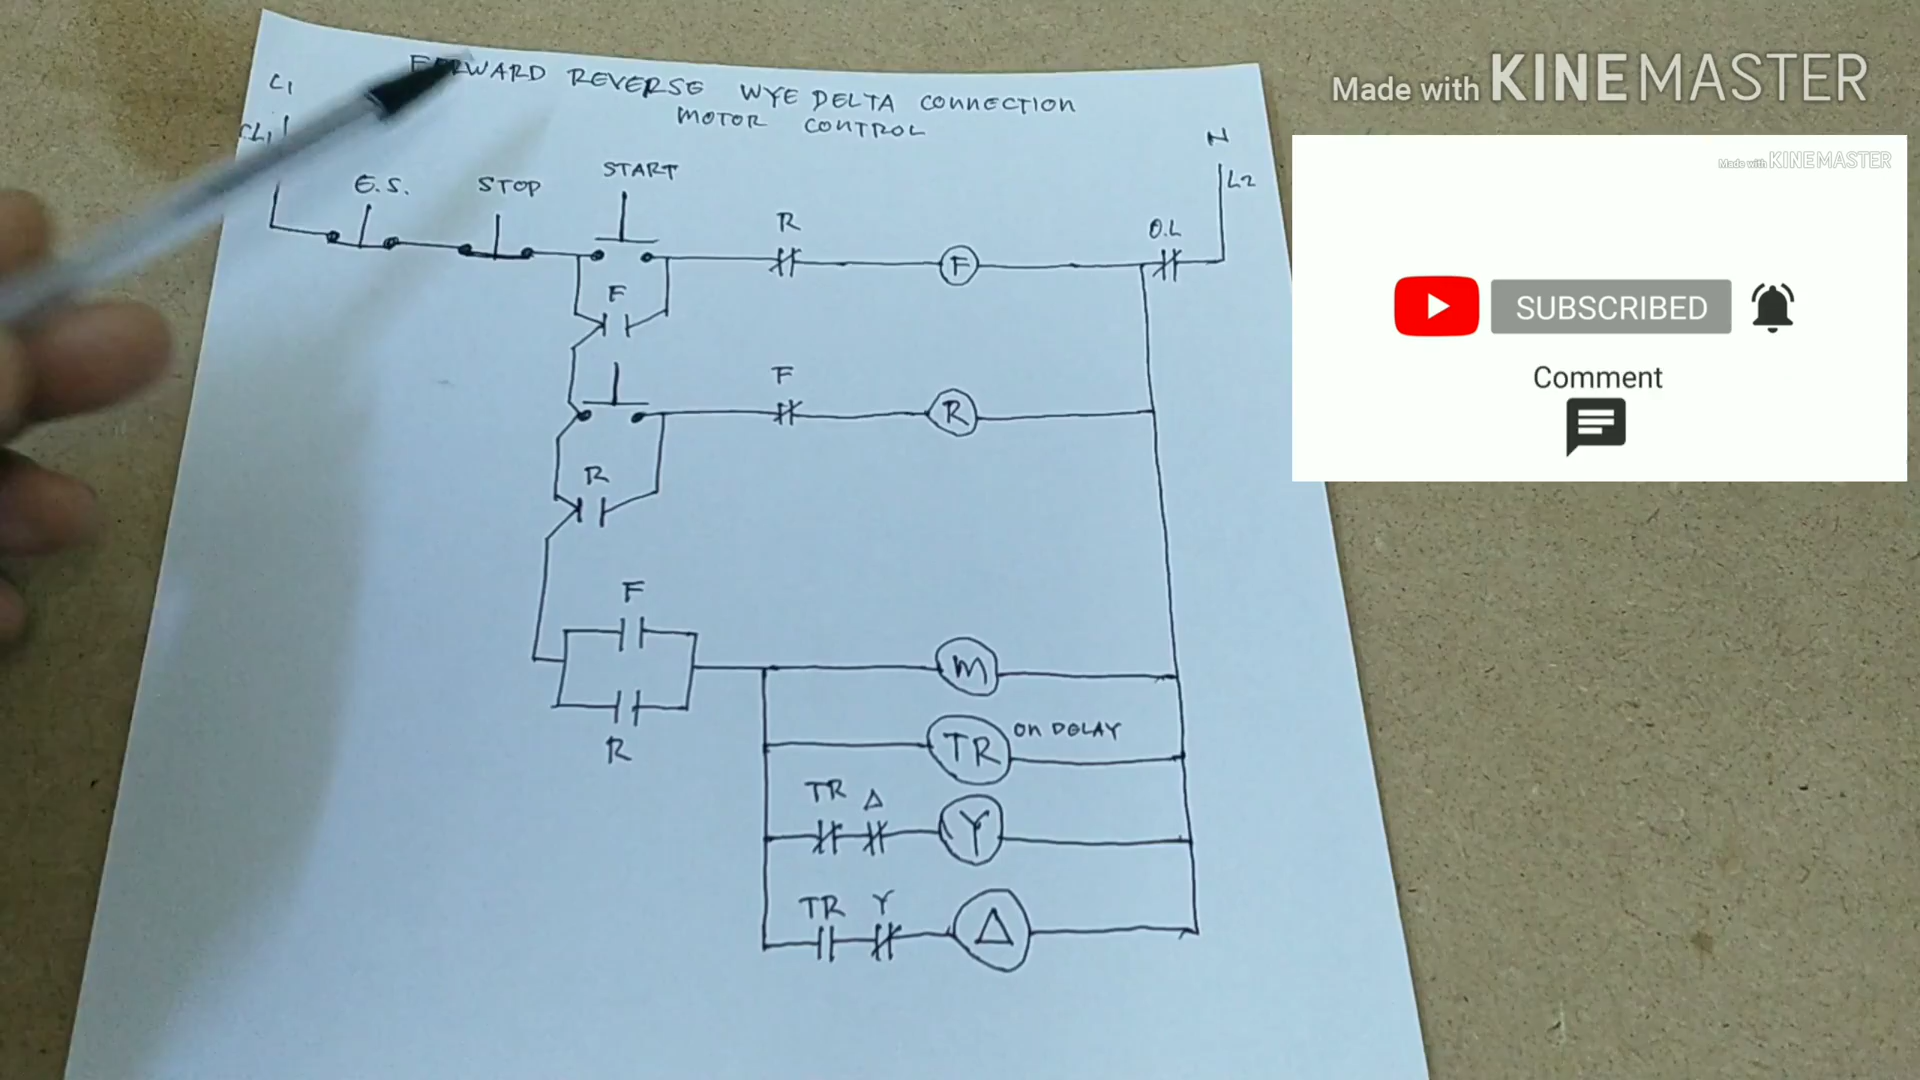 FORWARD REVERSE WYE DELTA CONNECTION
MOTOR CONTROL
L1
N
L2
E.S.
STOP
START
R
F
O.L
F
F
R
R
F
M
R
TR
ON DELAY
TR Δ
Y
TR Y
Δ
Made with KINEMASTER
Made with KINEMASTER
SUBSCRIBED
Comment